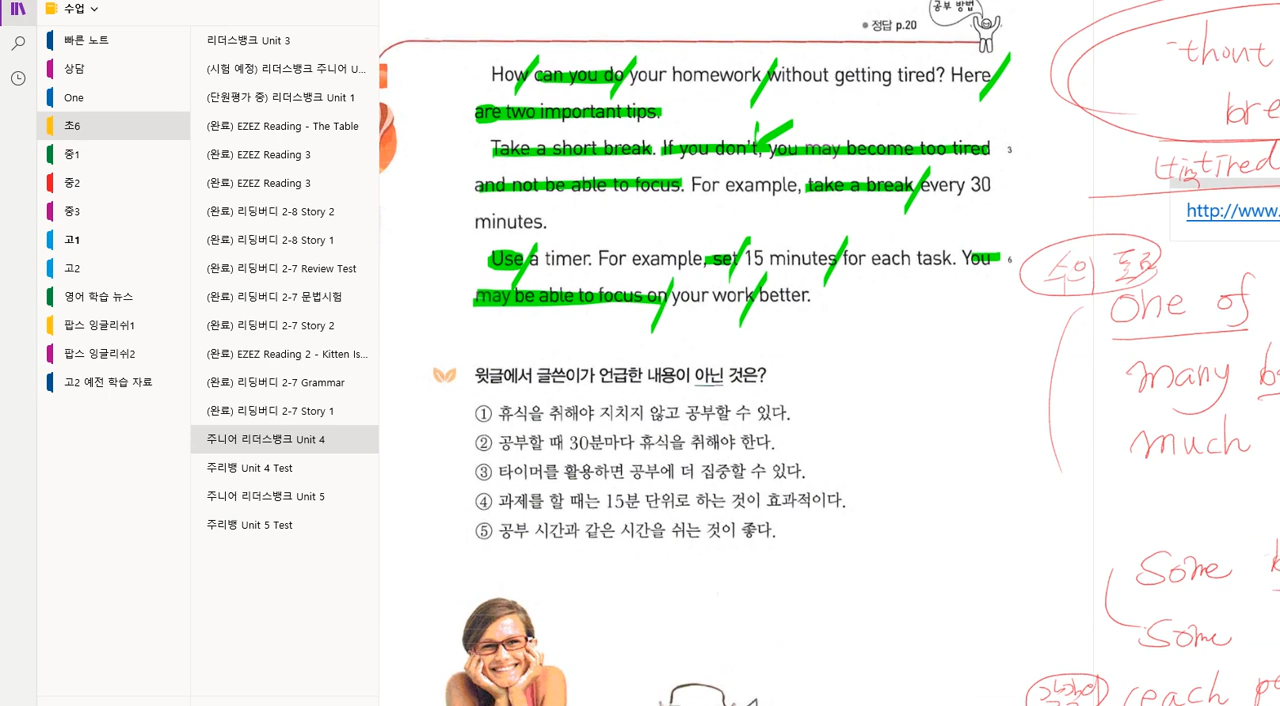 수업
빠른 노트
상담
One
초6
중1
중2
중3
고1
고2
영어 학습 뉴스
팝스 잉글리쉬1
팝스 잉글리쉬2
고2 예전 학습 자료
리더스뱅크 Unit 3
(시험 예정) 리더스뱅크 주니어 U...
(단원평가 중) 리더스뱅크 Unit 1
(완료) EZEZ Reading - The Table
(완료) EZEZ Reading 3
(완료) EZEZ Reading 3
(완료) 리딩버디 2-8 Story 2
(완료) 리딩버디 2-8 Story 1
(완료) 리딩버디 2-7 Review Test
(완료) 리딩버디 2-7 문법시험
(완료) 리딩버디 2-7 Story 2
(완료) EZEZ Reading 2 - Kitten Is...
(완료) 리딩버디 2-7 Grammar
(완료) 리딩버디 2-7 Story 1
주니어 리더스뱅크 Unit 4
주리뱅 Unit 4 Test
주니어 리더스뱅크 Unit 5
주리뱅 Unit 5 Test
공부 방법
정답 p.20
How can you do your homework without getting tired? Here
are two important tips.
Take a short break. If you don't, you may become too tired
3
and not be able to focus. For example, take a break every 30
minutes.
Use a timer. For example, set 15 minutes for each task. You
6
may be able to focus on your work better.
윗글에서 글쓴이가 언급한 내용이 아닌 것은?
① 휴식을 취해야 지치지 않고 공부할 수 있다.
② 공부할 때 30분마다 휴식을 취해야 한다.
③ 타이머를 활용하면 공부에 더 집중할 수 있다.
④ 과제를 할 때는 15분 단위로 하는 것이 효과적이다.
⑤ 공부 시간과 같은 시간을 쉬는 것이 좋다.
thout
bre
tired
http://www.
수의
one of
many
much
Some
Some
each